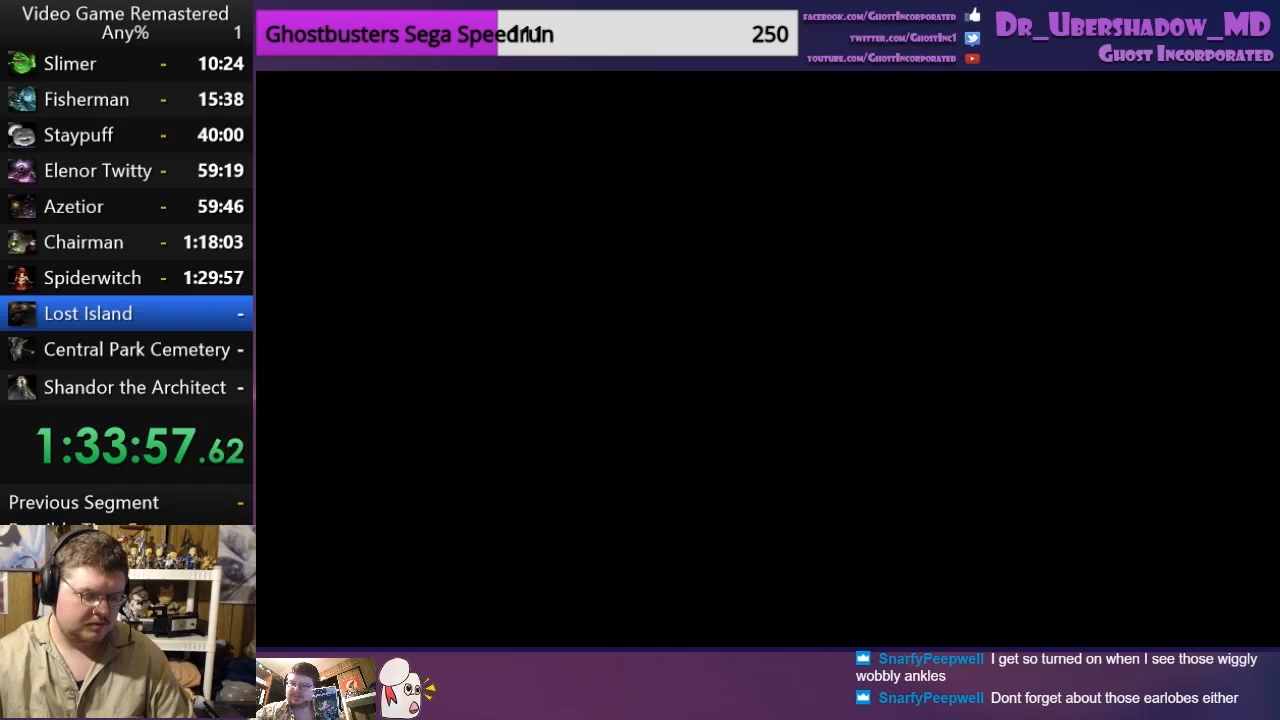 Video Game Remastered
Any% 1
Slimer - 10:24
Fisherman - 15:38
Staypuff - 40:00
Elenor Twitty - 59:19
Azetior - 59:46
Chairman - 1:18:03
Spiderwitch - 1:29:57
Lost Island -
Central Park Cemetery -
Shandor the Architect -
1:33:57.62
Previous Segment -
Ghostbusters Sega Speedrun 250
facebook.com/GhostIncorporated
twitter.com/GhostInc1
youtube.com/GhostIncorporated
Dr_Ubershadow_MD
Ghost Incorporated
SnarfyPeepwell I get so turned on when I see those wiggly
wobbly ankles
SnarfyPeepwell Dont forget about those earlobes either